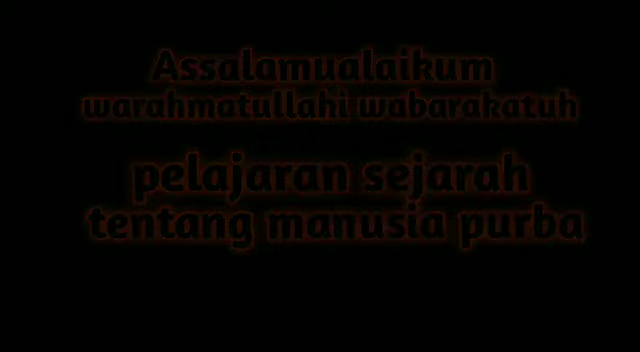 Assalamualaikum
warahmatullahi wabarakatuh
pelajaran sejarah
tentang manusia purba